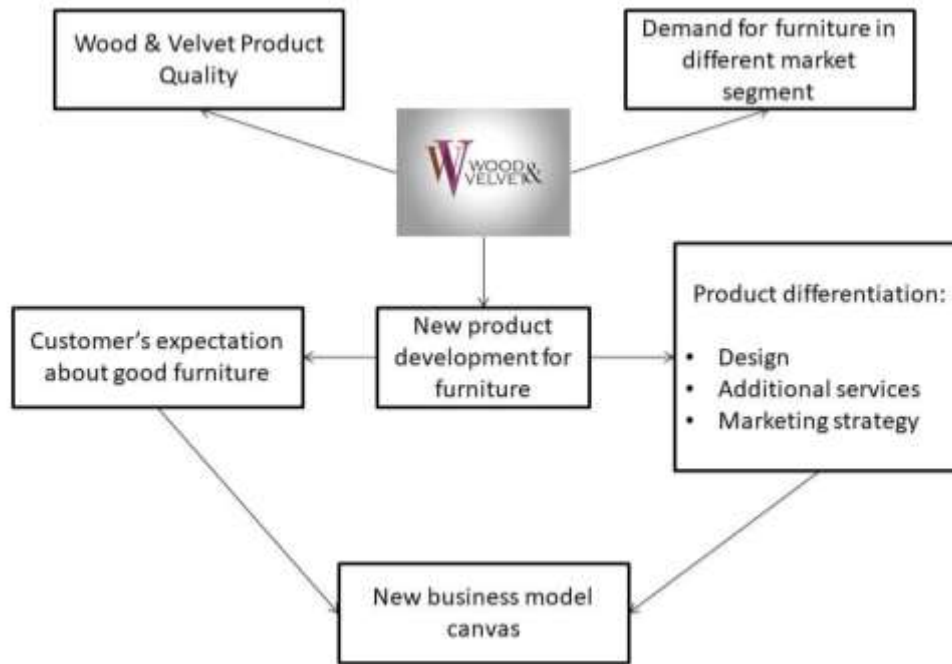 Wood & Velvet Product
Quality
Demand for furniture in
different market
segment
WOOD&
VELVET
Customer’s expectation
about good furniture
New product
development for
furniture
Product differentiation:
• Design
• Additional services
• Marketing strategy
New business model
canvas